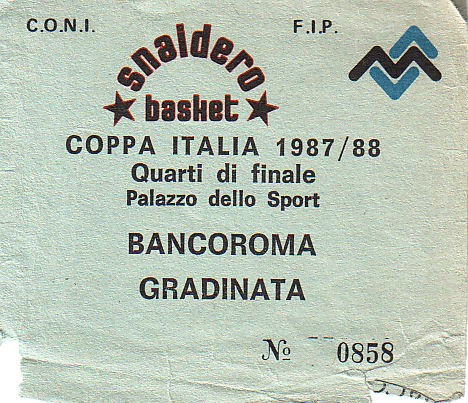 C.O.N.I. F.I.P.
snaidero
basket
COPPA ITALIA 1987/88
Quarti di finale
Palazzo dello Sport
BANCOROMA
GRADINATA
No 0858